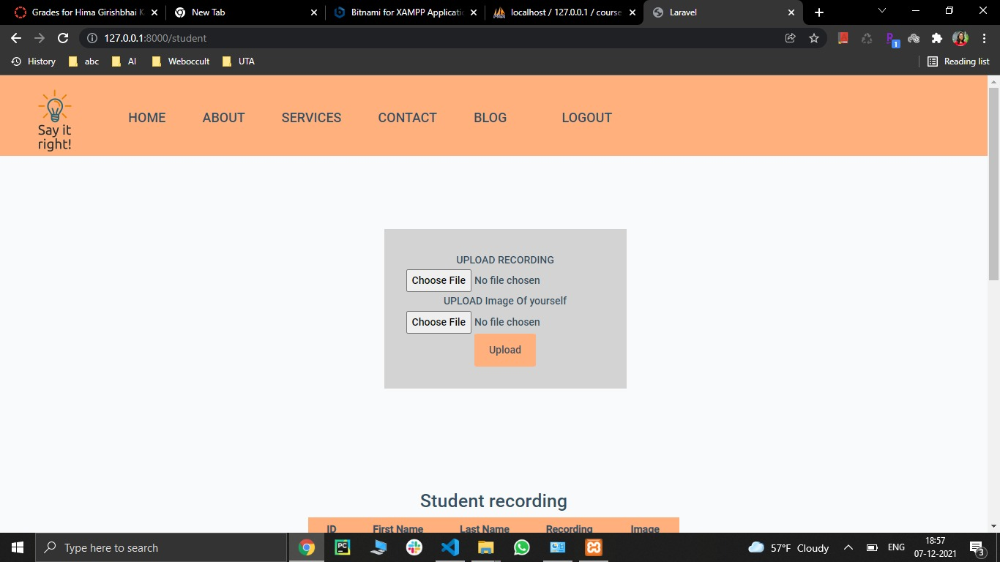 Grades for Hima Girishbhai K
New Tab
Bitnami for XAMPP Applicatio
localhost / 127.0.0.1 / course
Laravel
127.0.0.1:8000/student
1
History
abc
AI
Weboccult
UTA
Reading list
Say it
right!
HOME
ABOUT
SERVICES
CONTACT
BLOG
LOGOUT
UPLOAD RECORDING
Choose File No file chosen
UPLOAD Image Of yourself
Choose File No file chosen
Upload
Student recording
ID First Name Last Name Recording Image
Type here to search
PC
57°F Cloudy
ENG
18:57
07-12-2021
3